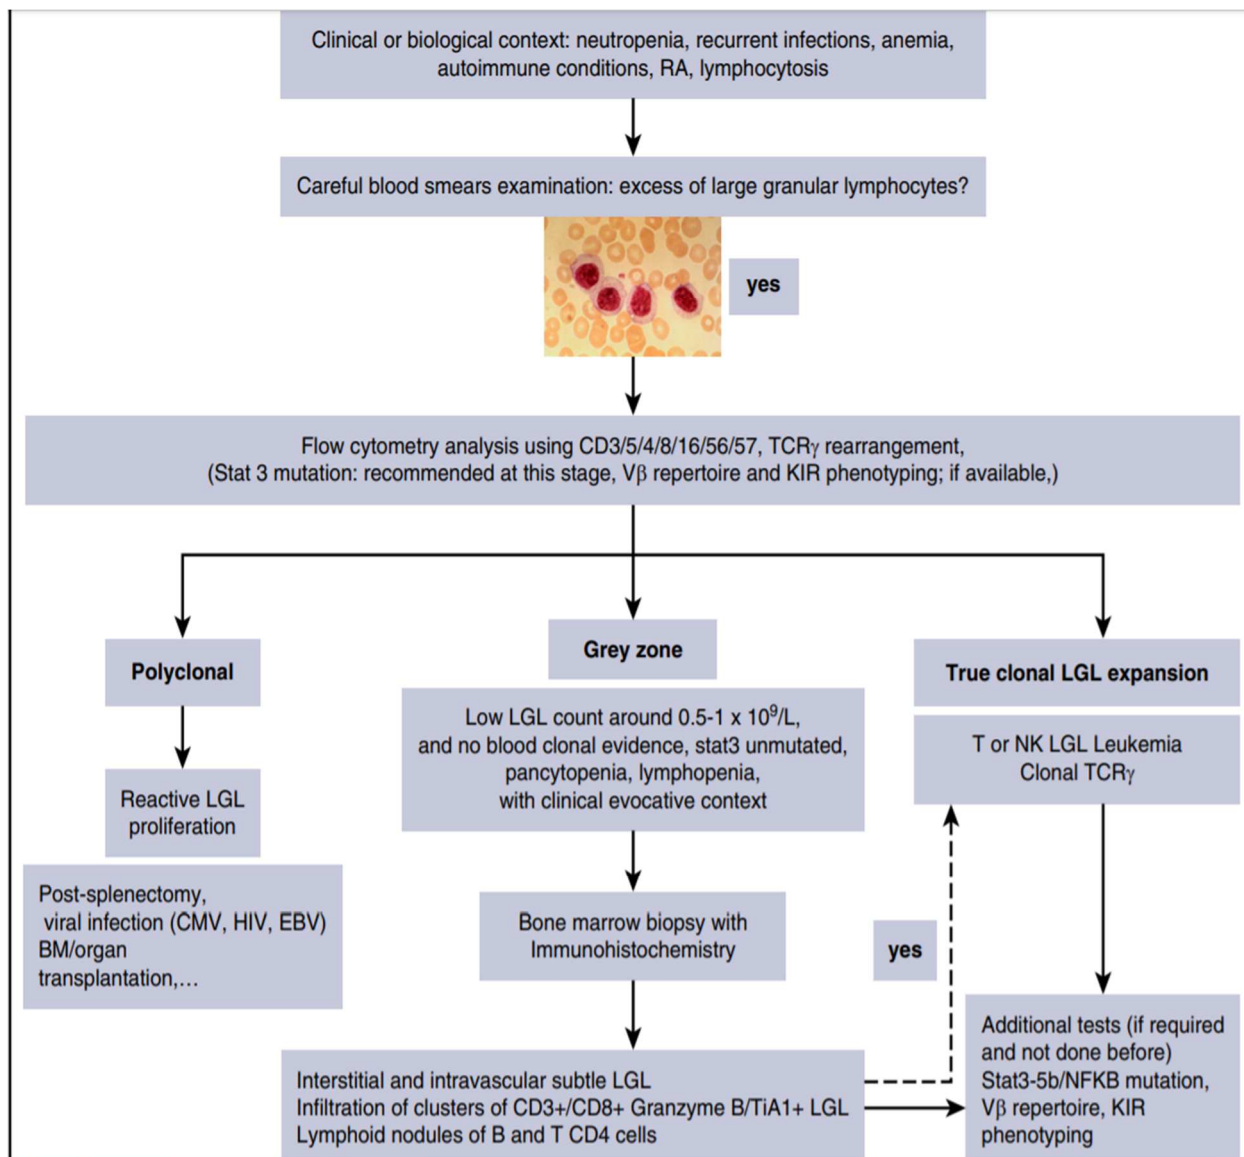 Clinical or biological context: neutropenia, recurrent infections, anemia,
autoimmune conditions, RA, lymphocytosis
Careful blood smears examination: excess of large granular lymphocytes?
yes
Flow cytometry analysis using CD3/5/4/8/16/56/57, TCRγ rearrangement,
(Stat 3 mutation: recommended at this stage, Vβ repertoire and KIR phenotyping; if available,)
Polyclonal
Reactive LGL
proliferation
Post-splenectomy,
viral infection (CMV, HIV, EBV)
BM/organ
transplantation,...
Grey zone
Low LGL count around 0.5-1 x 10⁹/L,
and no blood clonal evidence, stat3 unmutated,
pancytopenia, lymphopenia,
with clinical evocative context
Bone marrow biopsy with
Immunohistochemistry
Interstitial and intravascular subtle LGL
Infiltration of clusters of CD3+/CD8+ Granzyme B/TiA1+ LGL
Lymphoid nodules of B and T CD4 cells
yes
True clonal LGL expansion
T or NK LGL Leukemia
Clonal TCRγ
Additional tests (if required
and not done before)
Stat3-5b/NFKB mutation,
Vβ repertoire, KIR
phenotyping